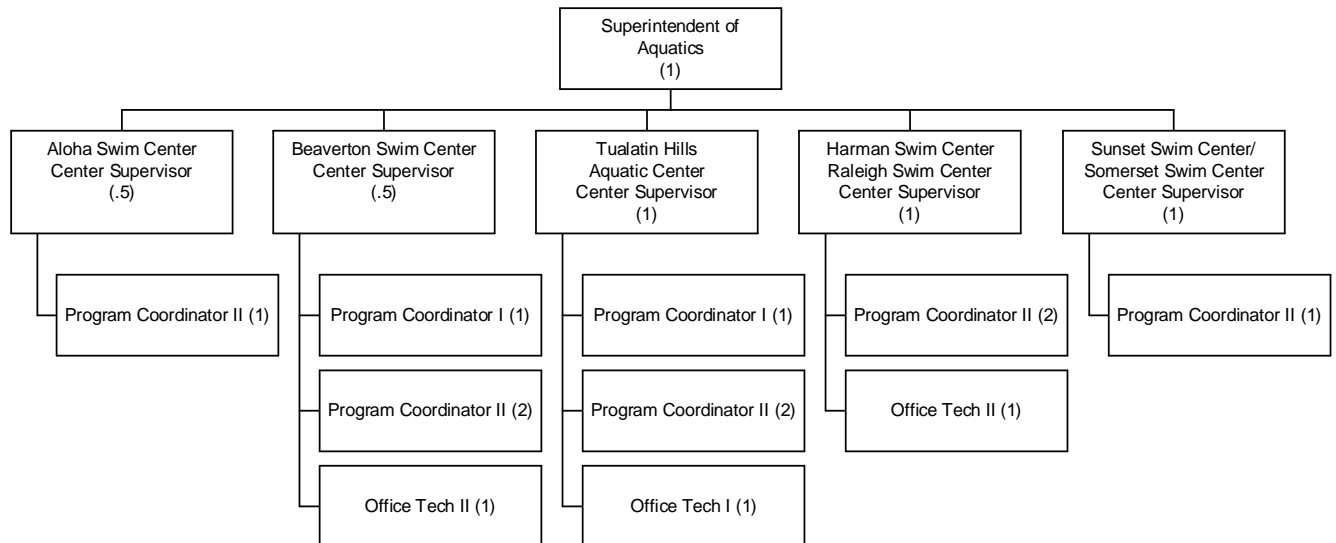 Superintendent of
Aquatics
(1)
Aloha Swim Center
Center Supervisor
(.5)
Beaverton Swim Center
Center Supervisor
(.5)
Tualatin Hills
Aquatic Center
Center Supervisor
(1)
Harman Swim Center
Raleigh Swim Center
Center Supervisor
(1)
Sunset Swim Center/
Somerset Swim Center
Center Supervisor
(1)
Program Coordinator II (1)
Program Coordinator I (1)
Program Coordinator I (1)
Program Coordinator II (2)
Program Coordinator II (1)
Program Coordinator II (2)
Program Coordinator II (2)
Office Tech II (1)
Office Tech II (1)
Office Tech I (1)